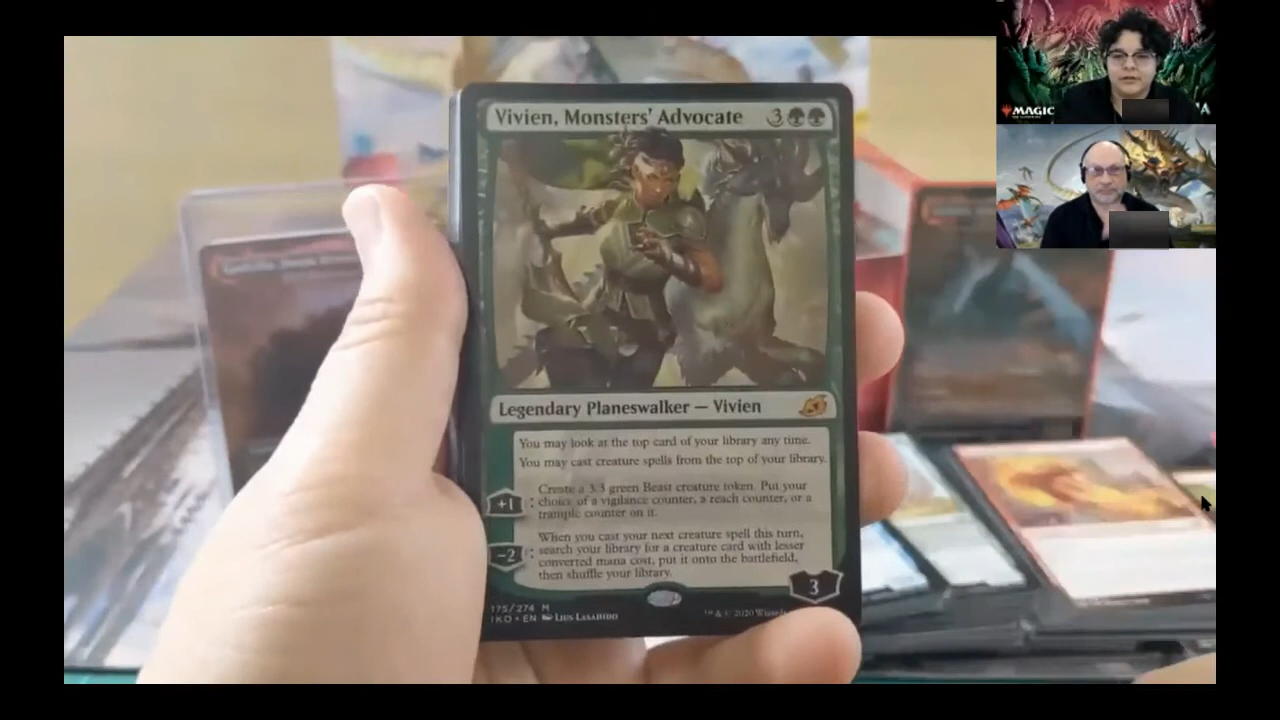 Vivien, Monsters' Advocate 3
MAGIC
Legendary Planeswalker — Vivien
You may look at the top card of your library any time.
You may cast creature spells from the top of your library.
+1: Create a 3/3 green Beast creature token. Put your
choice of a vigilance counter, a reach counter, or a
trample counter on it.
−2: When you cast your next creature spell this turn,
search your library for a creature card with lesser
converted mana cost, put it onto the battlefield,
then shuffle your library.
3
175/274 M
IKO • EN Lius Lasahido
™ & © 2020 Wizards